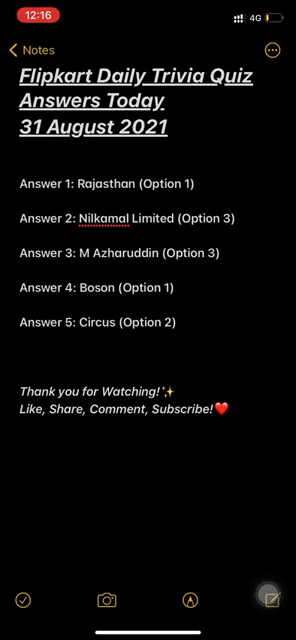 12:16
4G
Notes
Flipkart Daily Trivia Quiz
Answers Today
31 August 2021
Answer 1: Rajasthan (Option 1)
Answer 2: Nilkamal Limited (Option 3)
Answer 3: M Azharuddin (Option 3)
Answer 4: Boson (Option 1)
Answer 5: Circus (Option 2)
Thank you for Watching!✨
Like, Share, Comment, Subscribe!❤️